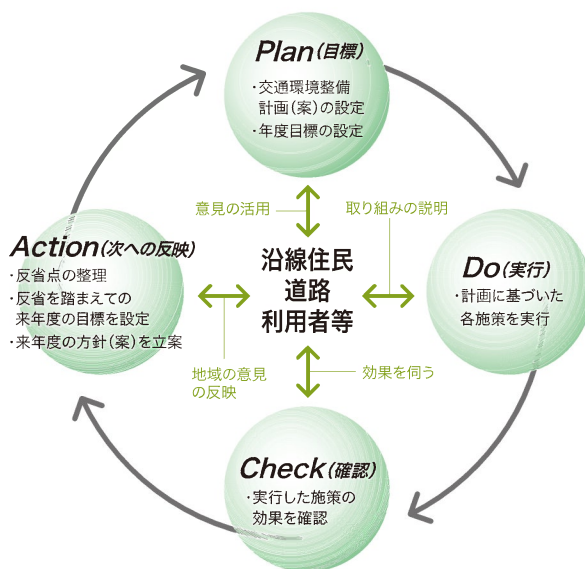 Plan(目標)
・交通環境整備
計画(案)の設定
・年度目標の設定
意見の活用
取り組みの説明
Action(次への反映)
・反省点の整理
・反省を踏まえての
来年度の目標を設定
・来年度の方針(案)を立案
沿線住民
道路
利用者等
Do(実行)
・計画に基づいた
各施策を実行
地域の意見
の反映
効果を伺う
Check(確認)
・実行した施策の
効果を確認